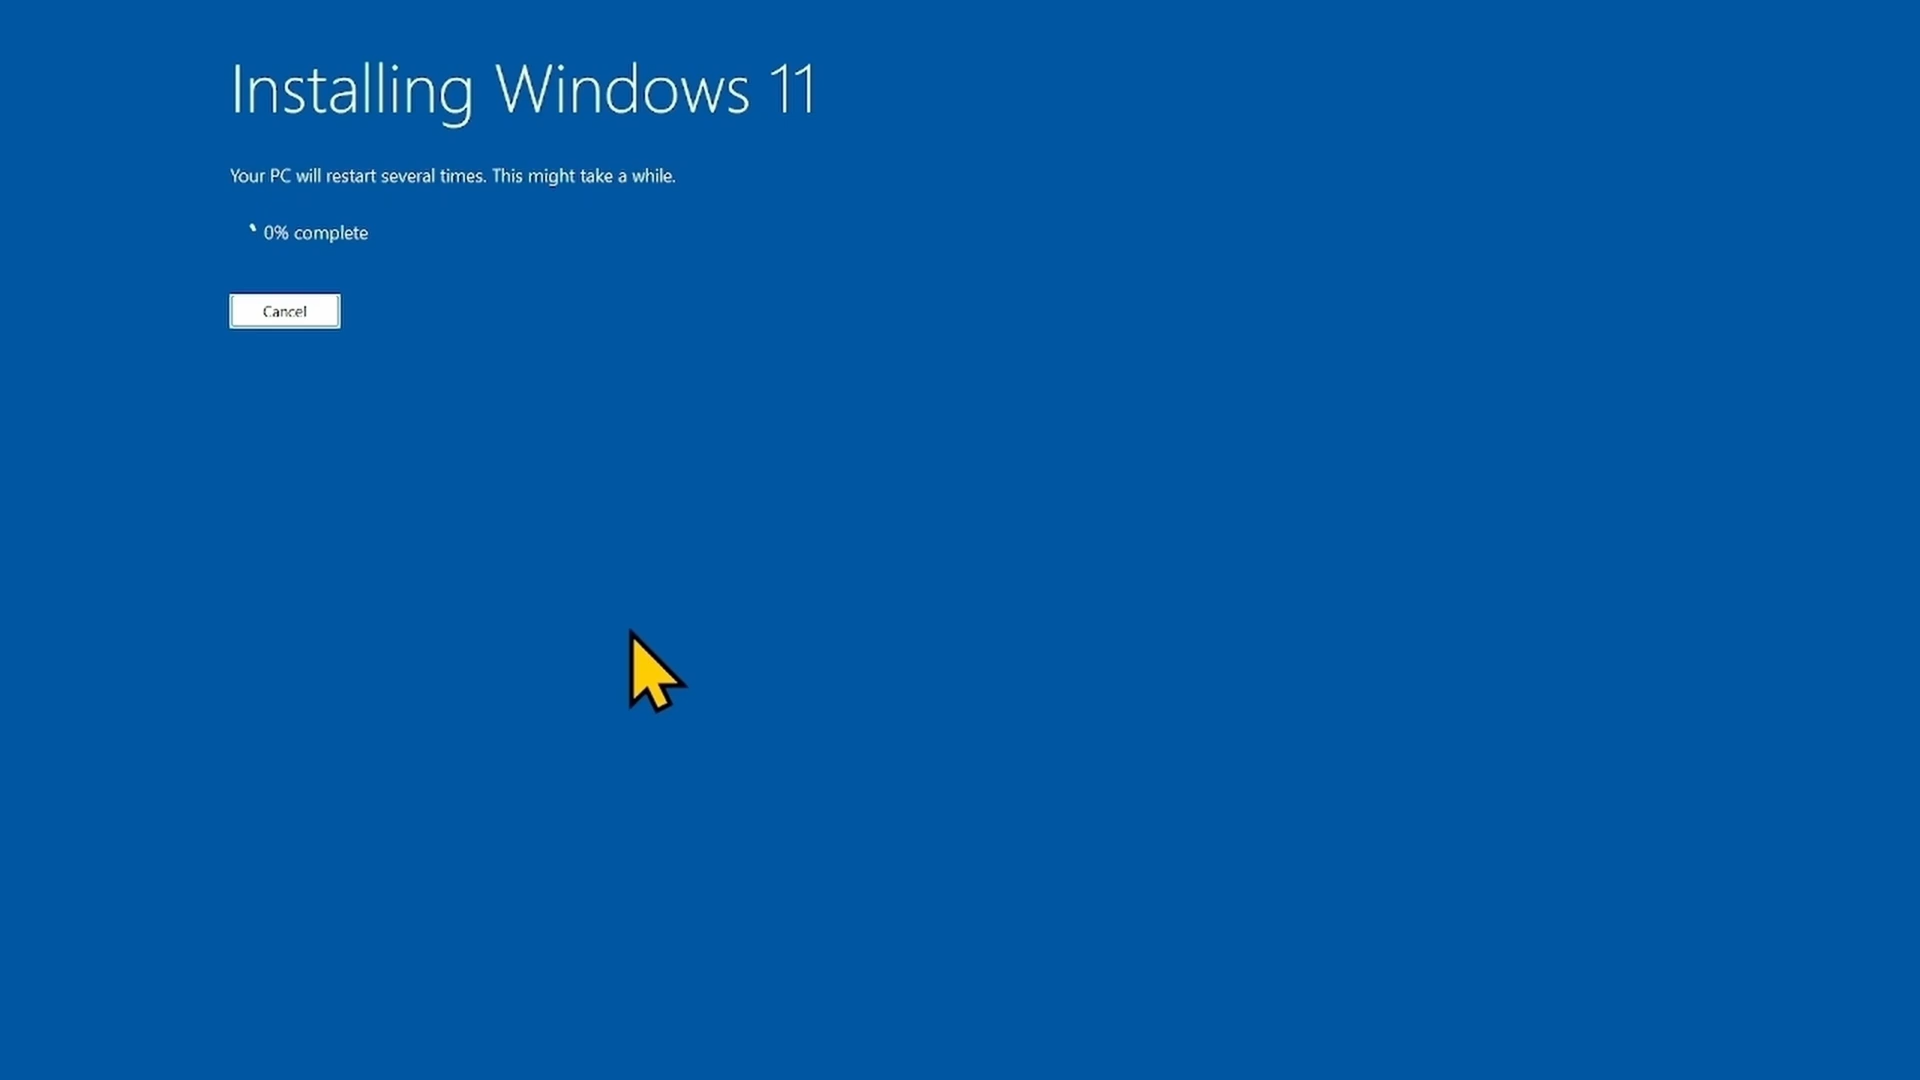 Installing Windows 11
Your PC will restart several times. This might take a while.
0% complete
Cancel